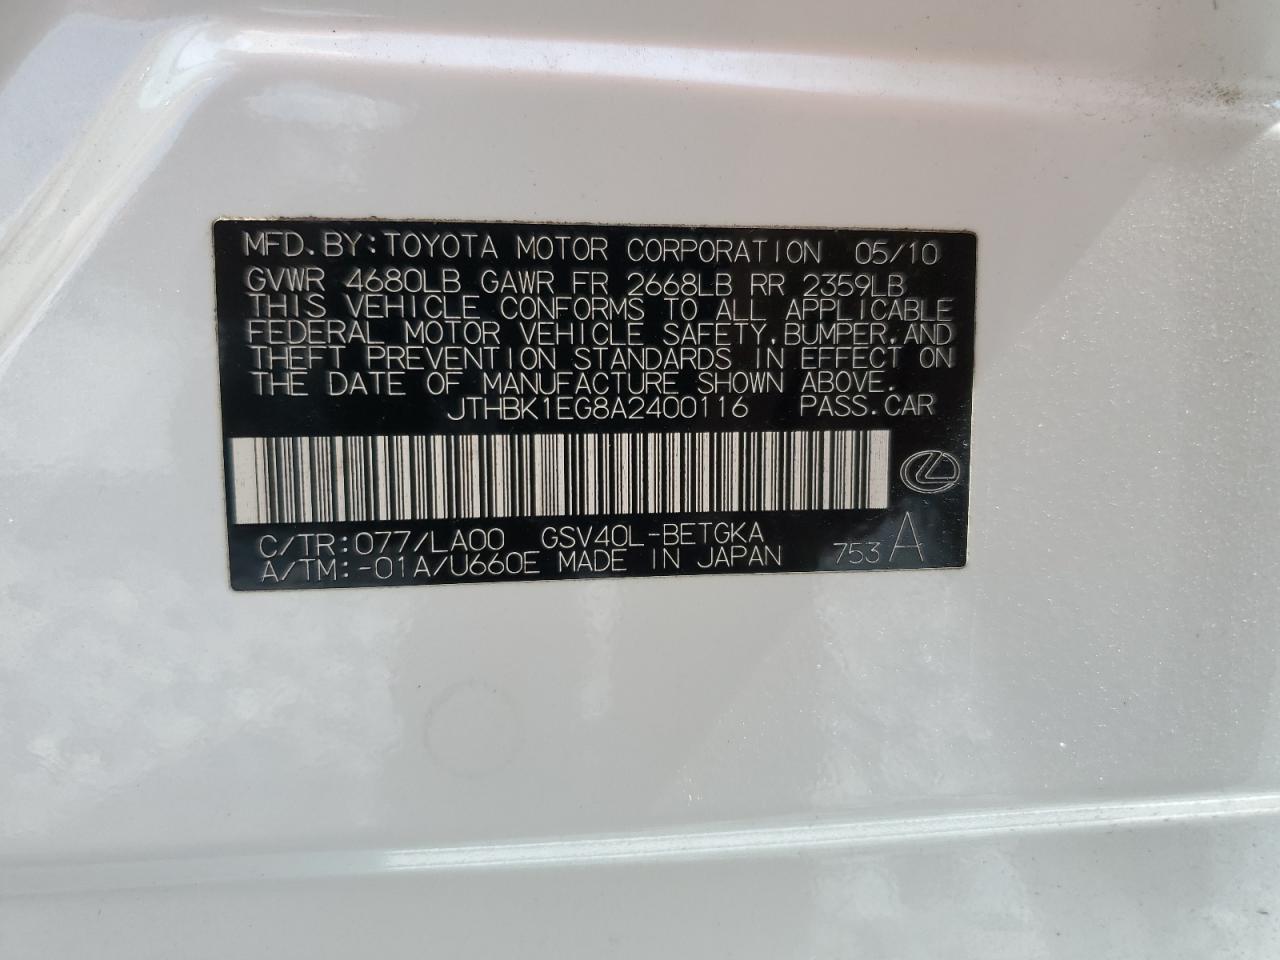 MFD. BY: TOYOTA MOTOR CORPORATION 05/10
GVWR 4680LB GAWR FR 2668LB RR 2359LB
THIS VEHICLE CONFORMS TO ALL APPLICABLE
FEDERAL MOTOR VEHICLE SAFETY, BUMPER, AND
THEFT PREVENTION STANDARDS IN EFFECT ON
THE DATE OF MANUFACTURE SHOWN ABOVE.
JTHBK1EG8A2400116 PASS. CAR
C/TR: 077/LA00 GSV40L-BETGKA
A/TM: -01A/U660E MADE IN JAPAN 753 A